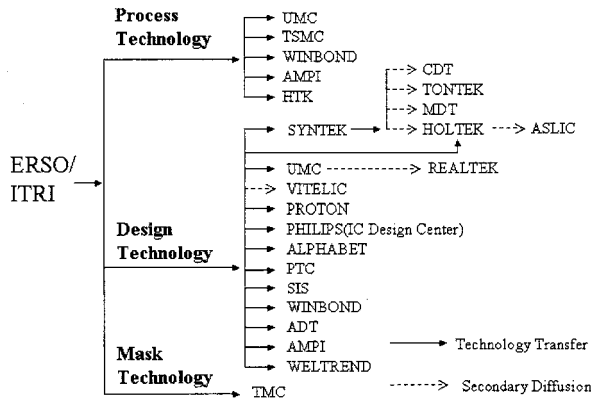 Process
Technology
UMC
TSMC
WINBOND
AMPI
HTK
CDT
TONTEK
MDT
SYNTEK
HOLTEK
ASLIC
ERSO/
ITRI
UMC
REALTEK
VITELIC
PROTON
Design
Technology
PHILIPS(IC Design Center)
ALPHABET
PTC
SIS
WINBOND
ADT
AMPI
WELTREND
Mask
Technology
TMC
Technology Transfer
Secondary Diffusion